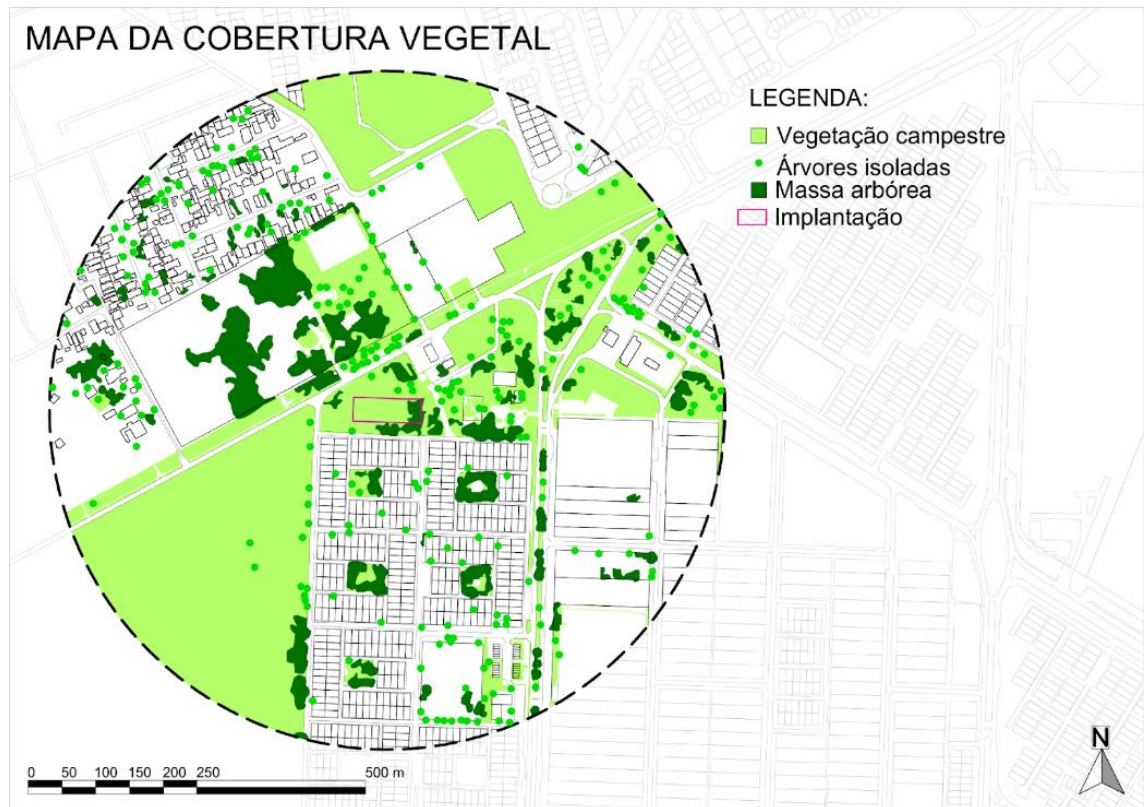 MAPA DA COBERTURA VEGETAL
LEGENDA:
Vegetação campestre
Árvores isoladas
Massa arbórea
Implantação
0 50 100 150 200 250 500 m
N